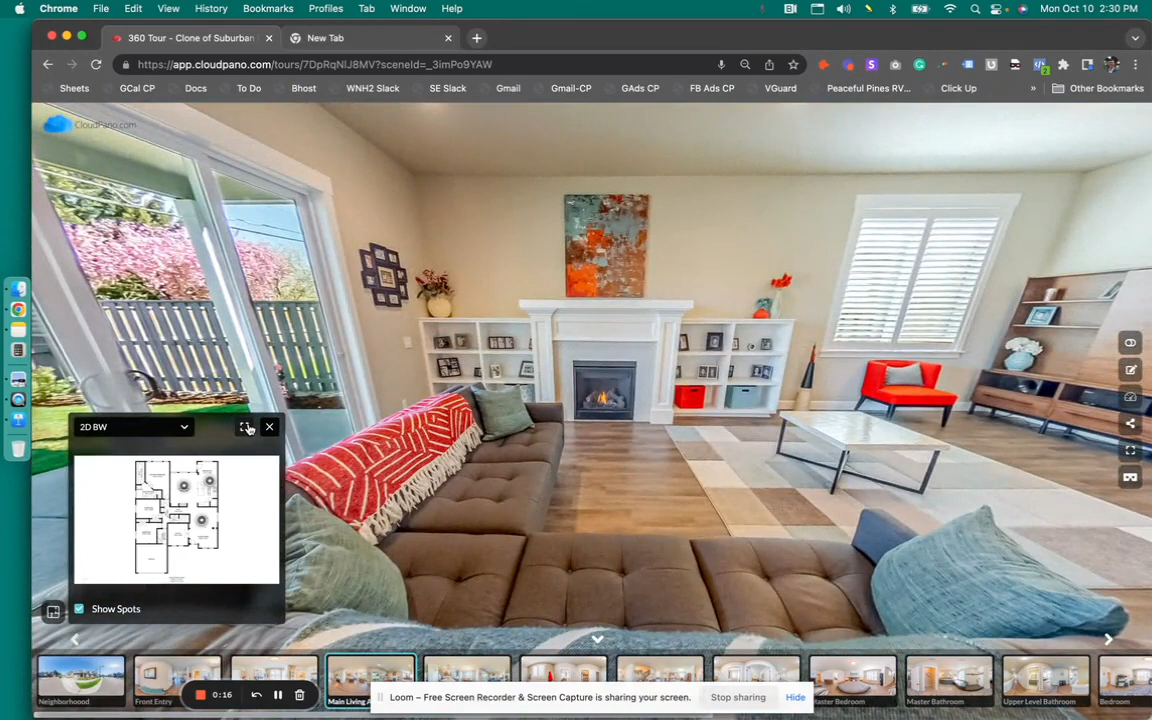 Chrome File Edit View History Bookmarks Profiles Tab Window Help Mon Oct 10 2:30 PM
360 Tour - Clone of Suburban New Tab
https://app.cloudpano.com/tours/7DpRqNlJ8MV?sceneId=_3imPo9YAW
Sheets GCal CP Docs To Do Bhost WNH2 Slack SE Slack Gmail Gmail-CP GAds CP FB Ads CP VGuard Peaceful Pines RV... Click Up » Other Bookmarks
CloudPano.com
2D BW
Show Spots
Neighborhoood Front Entry Main Living A Master Bedroom Master Bathroom Upper Level Bathroom Bedroom
0:16
Loom – Free Screen Recorder & Screen Capture is sharing your screen. Stop sharing Hide